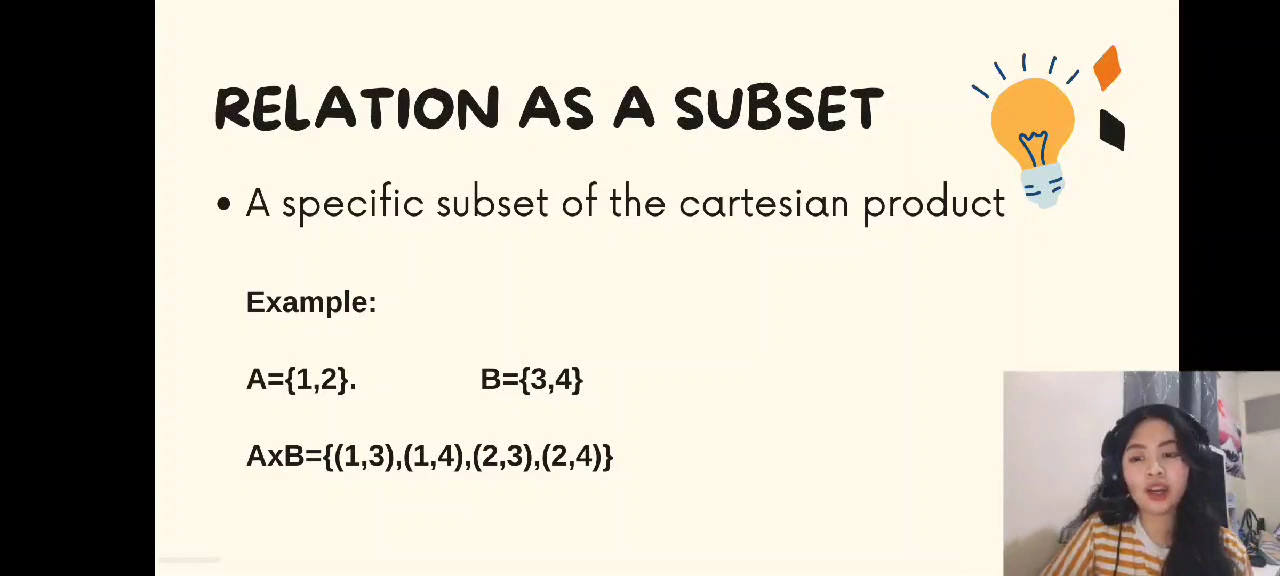 RELATION AS A SUBSET
• A specific subset of the cartesian product
Example:
A={1,2}. B={3,4}
AxB={(1,3),(1,4),(2,3),(2,4)}